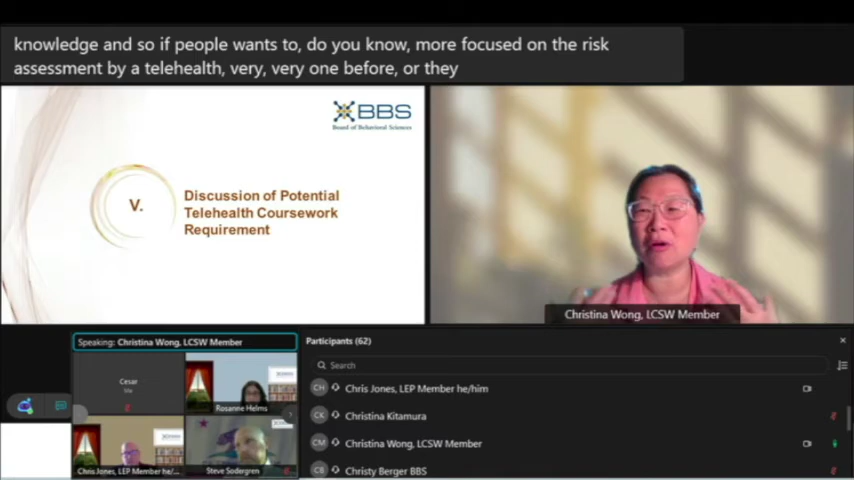 knowledge and so if people wants to, do you know, more focused on the risk
assessment by a telehealth, very, very one before, or they
BBS
Board of Behavioral Sciences
V.
Discussion of Potential
Telehealth Coursework
Requirement
Christina Wong, LCSW Member
Speaking: Christina Wong, LCSW Member
Cesar
Rosanne Helms
Chris Jones, LEP Member he/...
Steve Sodergren
Participants (62)
Search
CH Chris Jones, LEP Member he/him
CK Christina Kitamura
CM Christina Wong, LCSW Member
CB Christy Berger BBS